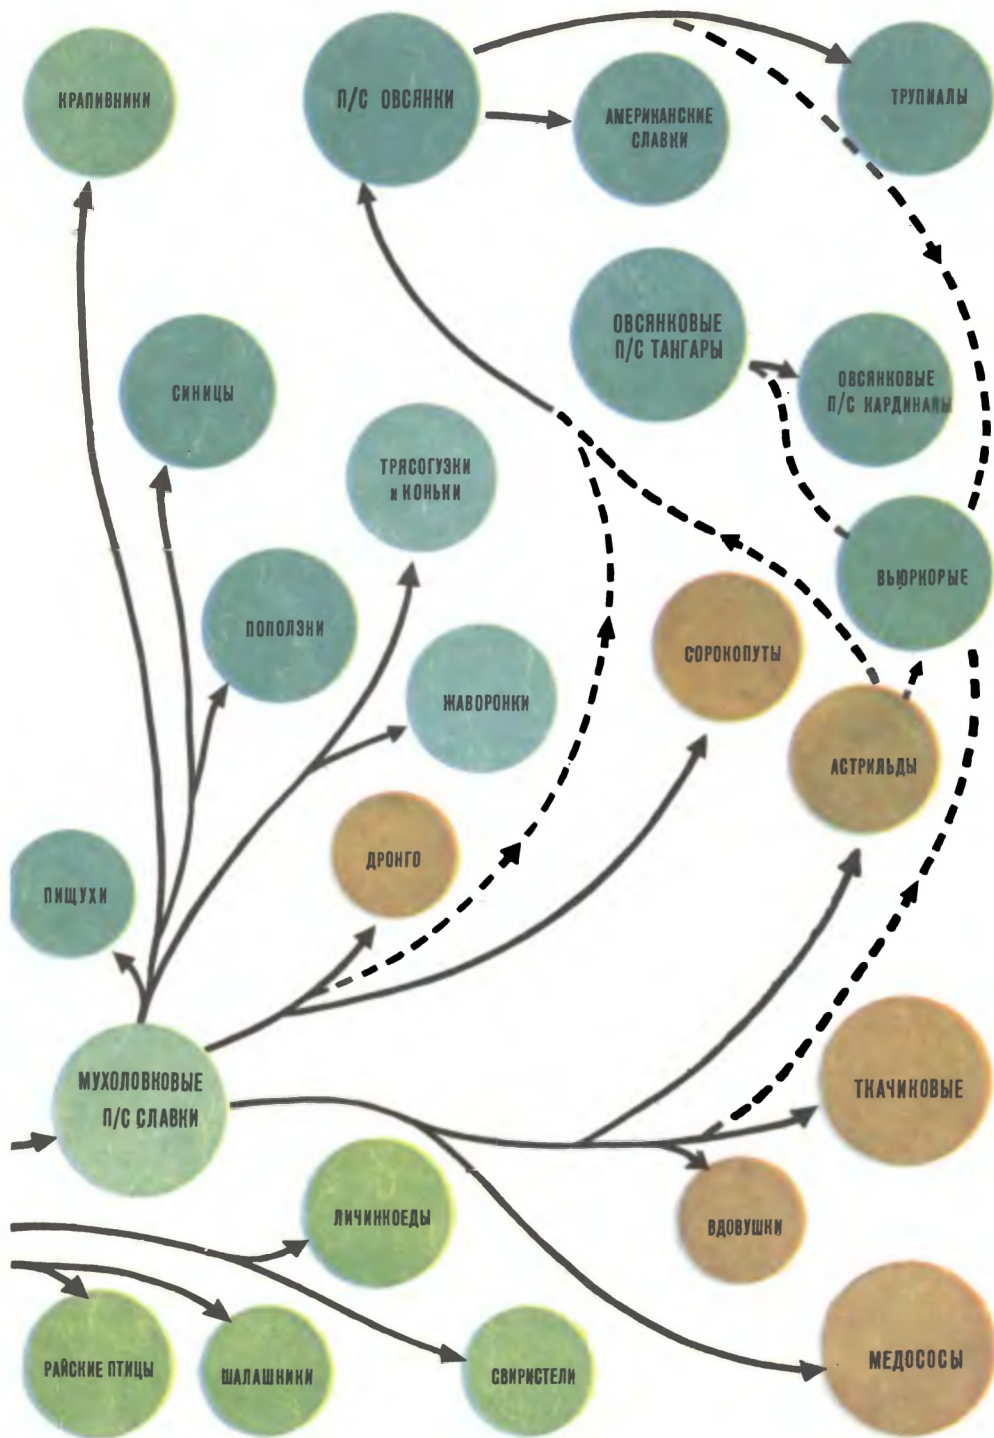 КРАПИВНИКИ
П/С ОВСЯНКИ
АМЕРИКАНСКИЕ
СЛАВКИ
ТРУПИАЛЫ
ОВСЯНКОВЫЕ
П/С ТАНГАРЫ
ОВСЯНКОВЫЕ
П/С КАРДИНАЛЫ
СИНИЦЫ
ТРЯСОГУЗКИ
и КОНЬКИ
ВЬЮРКОРЫЕ
ПОПОЛЗНИ
СОРОКОПУТЫ
ЖАВОРОНКИ
АСТРИЛЬДЫ
ДРОНГО
ПИЩУХИ
МУХОЛОВКОВЫЕ
П/С СЛАВКИ
ТКАЧИКОВЫЕ
ЛИЧИНКОЕДЫ
ВДОВУШКИ
РАЙСКИЕ ПТИЦЫ
ШАЛАШНИКИ
СВИРИСТЕЛИ
МЕДОСОСЫ